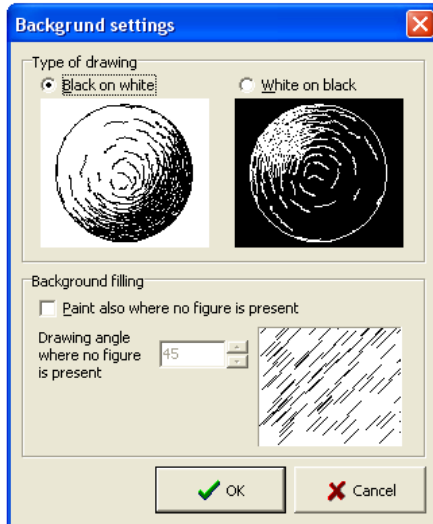 Backgrund settings
Type of drawing
Black on white
White on black
Background filling
Paint also where no figure is present
Drawing angle
where no figure
is present
45
OK
Cancel